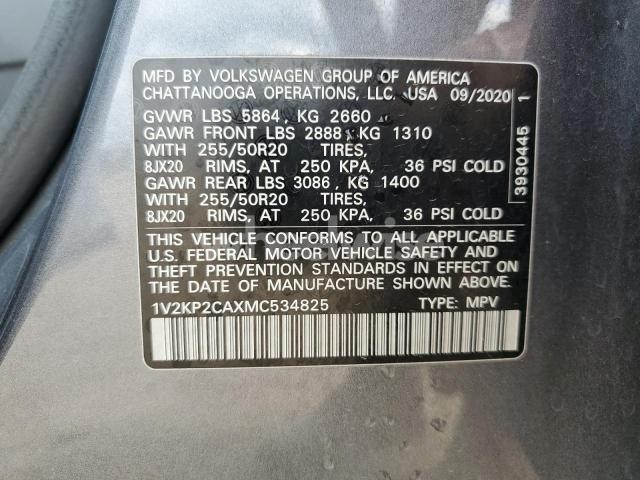 MFD BY VOLKSWAGEN GROUP OF AMERICA
CHATTANOOGA OPERATIONS, LLC. USA 09/2020
GVWR LBS 5864, KG 2660
GAWR FRONT LBS 2888, KG 1310
WITH 255/50R20 TIRES,
8JX20 RIMS, AT 250 KPA, 36 PSI COLD
GAWR REAR LBS 3086, KG 1400
WITH 255/50R20 TIRES,
8JX20 RIMS, AT 250 KPA, 36 PSI COLD
THIS VEHICLE CONFORMS TO ALL APPLICABLE
U.S. FEDERAL MOTOR VEHICLE SAFETY AND
THEFT PREVENTION STANDARDS IN EFFECT ON
THE DATE OF MANUFACTURE SHOWN ABOVE.
1V2KP2CAXMC534825 TYPE: MPV
3930445 1